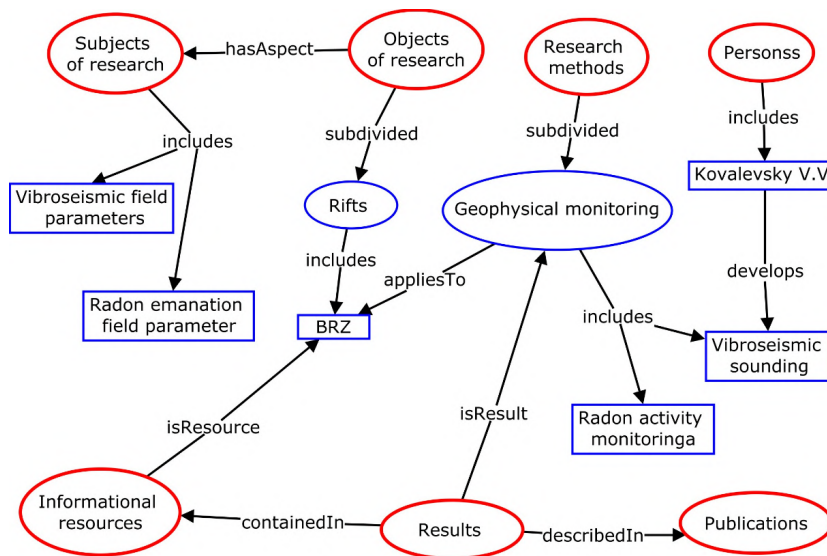 Subjects
of research
hasAspect
Objects
of research
Research
methods
Personss
includes
subdivided
subdivided
includes
Vibroseismic field
parameters
Rifts
Geophysical monitoring
Kovalevsky V.V
includes
appliesTo
develops
Radon emanation
field parameter
BRZ
includes
Vibroseismic
sounding
isResource
isResult
Radon activity
monitoringa
Informational
resources
containedIn
Results
describedIn
Publications